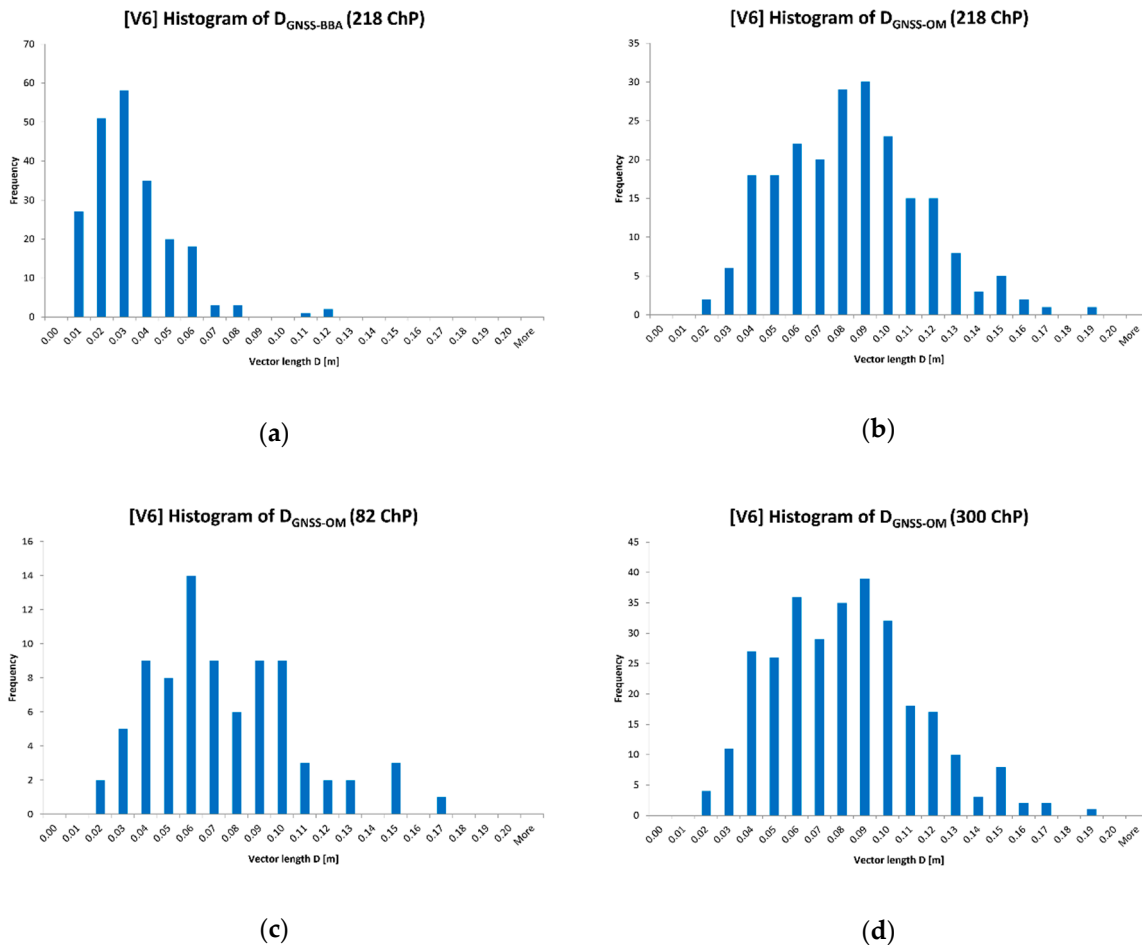 [V6] Histogram of D_GNSS-BBA (218 ChP)
70
60
50
40
30
20
10
0
Frequency
0.00 0.01 0.02 0.03 0.04 0.05 0.06 0.07 0.08 0.09 0.10 0.11 0.12 0.13 0.14 0.15 0.16 0.17 0.18 0.19 0.20 More
Vector length D [m]
(a)
[V6] Histogram of D_GNSS-OM (218 ChP)
35
30
25
20
15
10
5
0
Frequency
0.00 0.01 0.02 0.03 0.04 0.05 0.06 0.07 0.08 0.09 0.10 0.11 0.12 0.13 0.14 0.15 0.16 0.17 0.18 0.19 0.20 More
Vector length D [m]
(b)
[V6] Histogram of D_GNSS-OM (82 ChP)
16
14
12
10
8
6
4
2
0
Frequency
0.00 0.01 0.02 0.03 0.04 0.05 0.06 0.07 0.08 0.09 0.10 0.11 0.12 0.13 0.14 0.15 0.16 0.17 0.18 0.19 0.20 More
Vector length D [m]
(c)
[V6] Histogram of D_GNSS-OM (300 ChP)
45
40
35
30
25
20
15
10
5
0
Frequency
0.00 0.01 0.02 0.03 0.04 0.05 0.06 0.07 0.08 0.09 0.10 0.11 0.12 0.13 0.14 0.15 0.16 0.17 0.18 0.19 0.20 More
Vector length D [m]
(d)